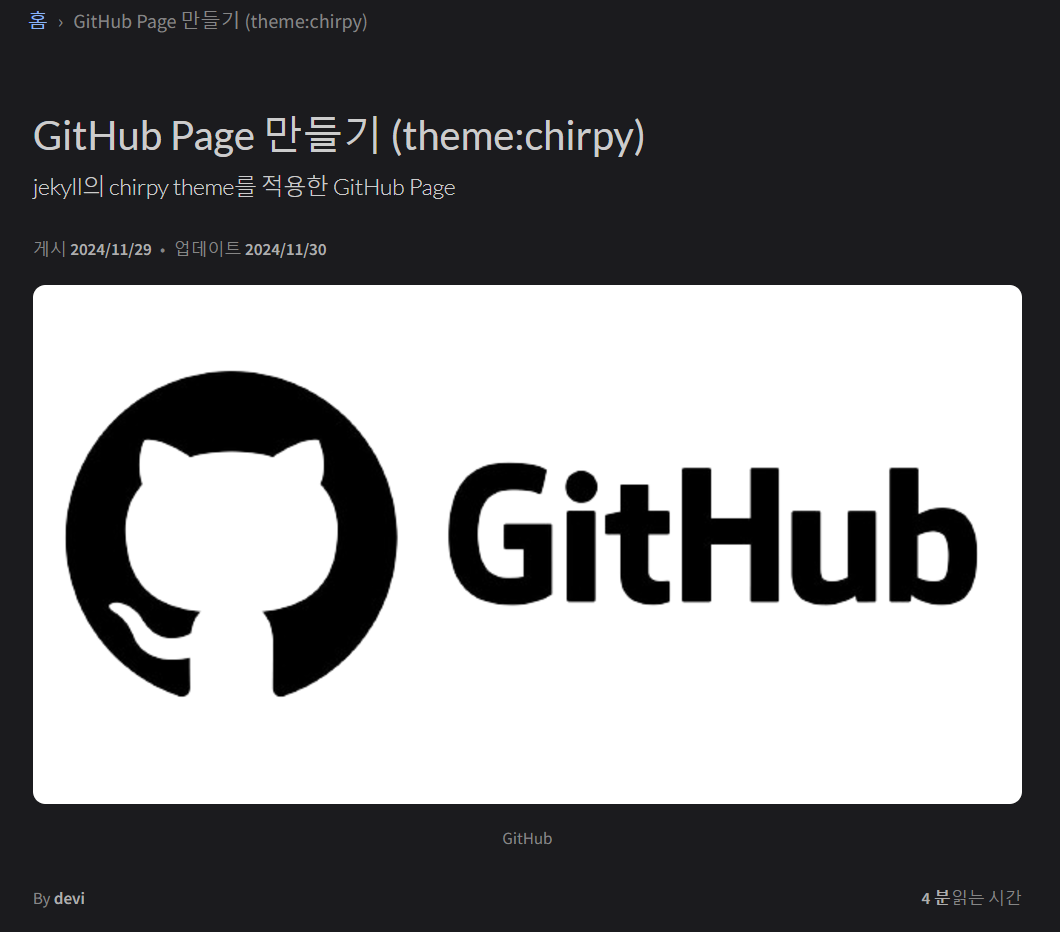 홈 › GitHub Page 만들기 (theme:chirpy)
GitHub Page 만들기 (theme:chirpy)
jekyll의 chirpy theme를 적용한 GitHub Page
게시 2024/11/29 • 업데이트 2024/11/30
GitHub
GitHub
By devi
4 분읽는 시간